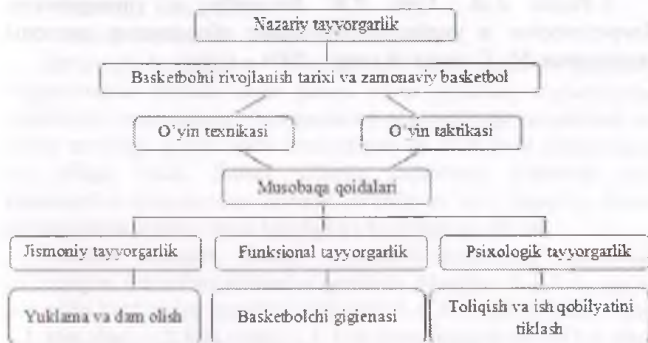 Nazariy tayyorgarlik
Basketbolni rivojlanish tarixi va zamonaviy basketbol
O'yin texnikasi
O'yin taktikasi
Musobaqa qoidalari
Jismoniy tayyorgarlik
Funksional tayyorgarlik
Psixologik tayyorgarlik
Yuklama va dam olish
Basketbolchi gigienasi
Toliqish va ish qobilyatini
tiklash